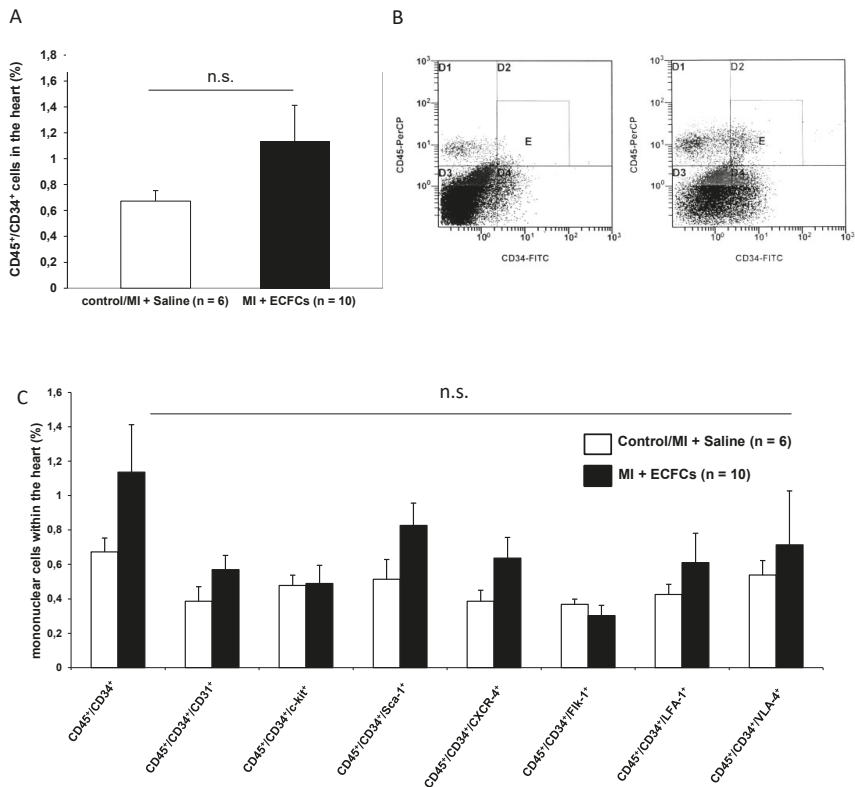 A
CD45+/CD34+ cells in the heart (%)
1,8
1,6
1,4
1,2
1
0,8
0,6
0,4
0,2
0
n.s.
control/MI + Saline (n = 6)
MI + ECFCs (n = 10)
B
CD45-PerCP
10³
10²
10¹
10⁰
D1
D2
E
D3
D4
10⁰
10¹
10²
10³
CD34-FITC
CD45-PerCP
10³
10²
10¹
10⁰
D1
D2
E
D3
D4
10⁰
10¹
10²
10³
CD34-FITC
C
mononuclear cells within the heart (%)
1,6
1,4
1,2
1
0,8
0,6
0,4
0,2
0
n.s.
Control/MI + Saline (n = 6)
MI + ECFCs (n = 10)
CD45+/CD34+
CD45+/CD34+/CD31+
CD45+/CD34+/c-kit+
CD45+/CD34+/Sca-1+
CD45+/CD34+/CXCR-4+
CD45+/CD34+/Flk-1+
CD45+/CD34+/LFA-1+
CD45+/CD34+/VLA-4+